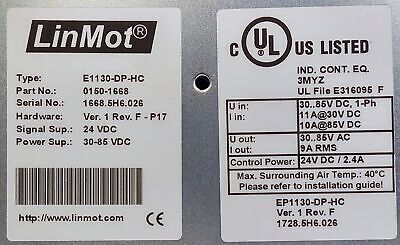 LinMot®
Type: E1130-DP-HC
Part No.: 0150-1668
Serial No.: 1668.5H6.026
Hardware: Ver. 1 Rev. F - P17
Signal Sup.: 24 VDC
Power Sup.: 30-85 VDC
http://www.linmot.com CE
C UL US LISTED
IND. CONT. EQ.
3MYZ
UL File E316095 F
U in: 30..85V DC, 1-Ph
I in: 11A@30V DC
10A@85V DC
U out: 30..85V AC
I out: 9A RMS
Control Power: 24V DC / 2.4A
Max. Surrounding Air Temp.: 40°C
Please refer to installation guide!
EP1130-DP-HC
Ver. 1 Rev. F
1728.5H6.026